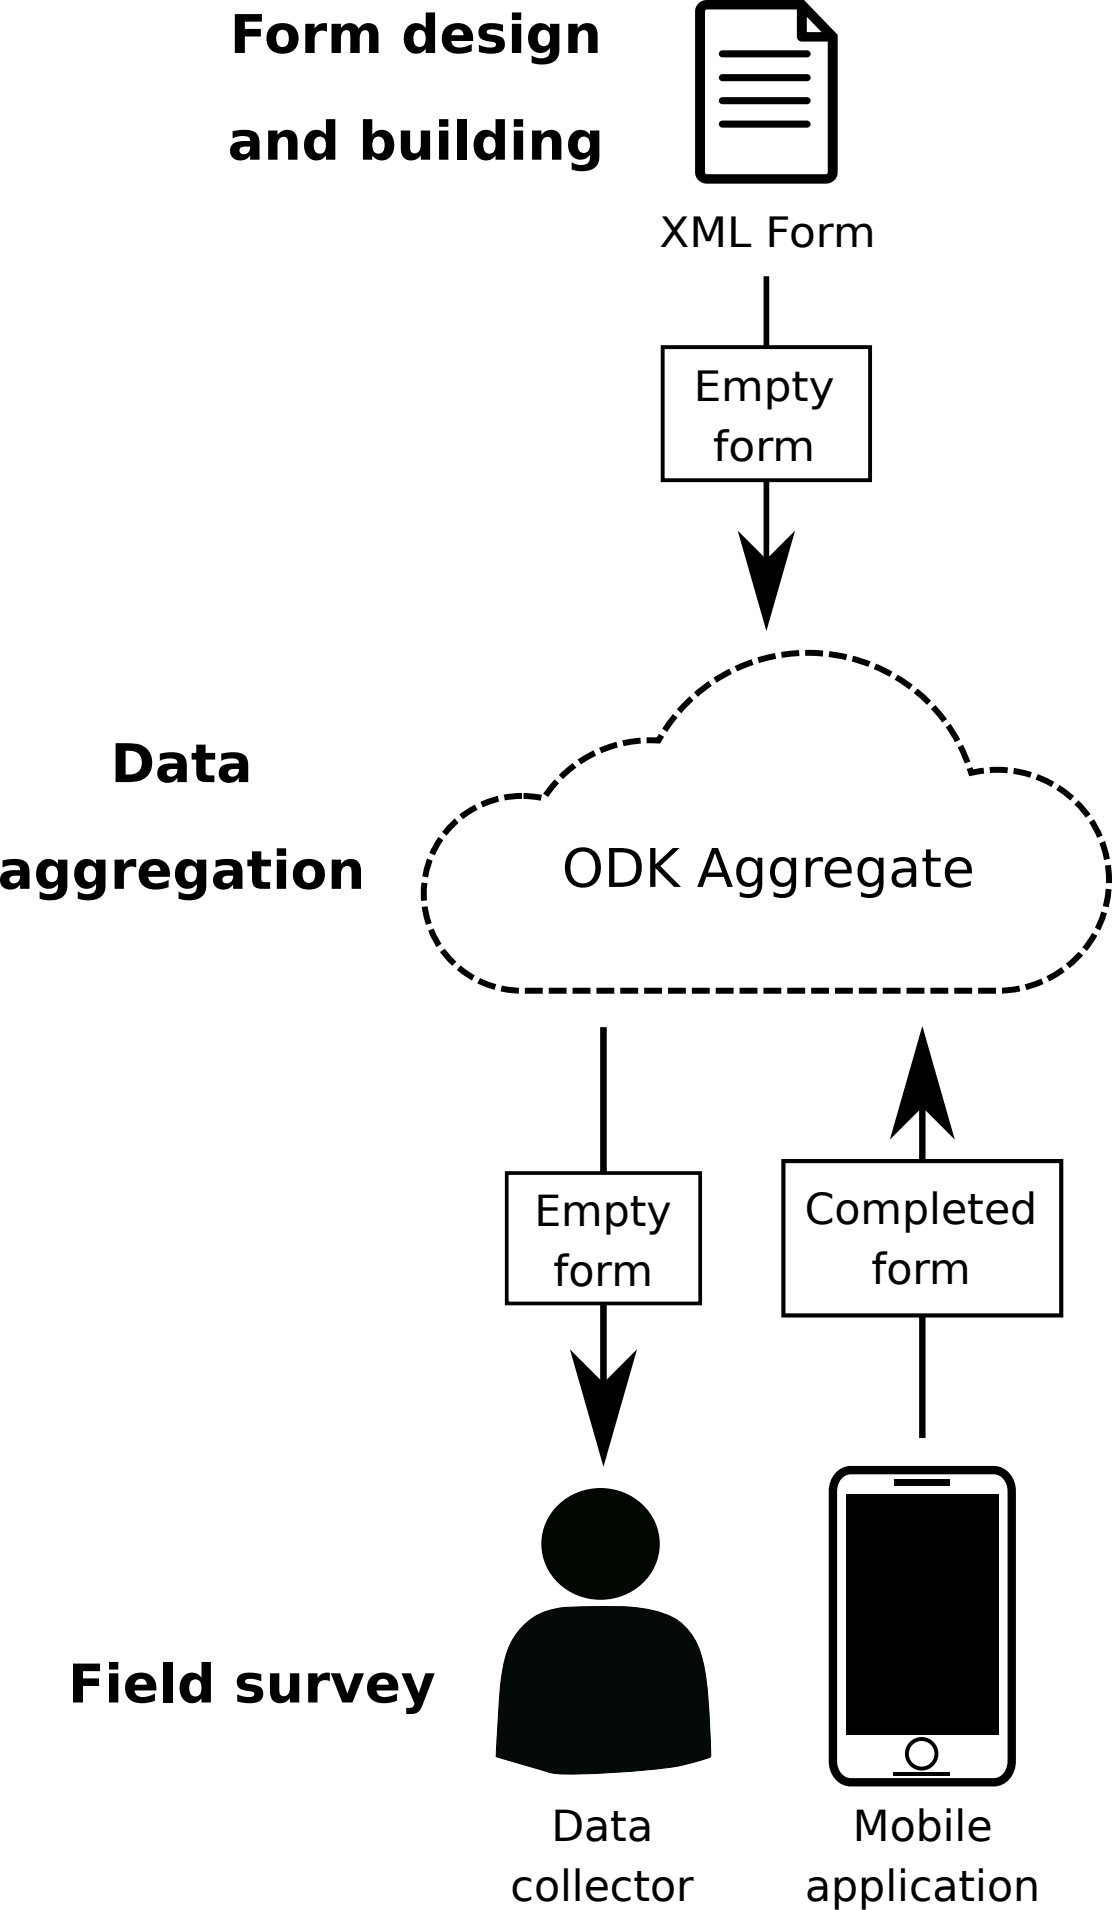 Form design
and building
XML Form
Empty
form
Data
aggregation
ODK Aggregate
Empty
form
Completed
form
Field survey
Data
collector
Mobile
application